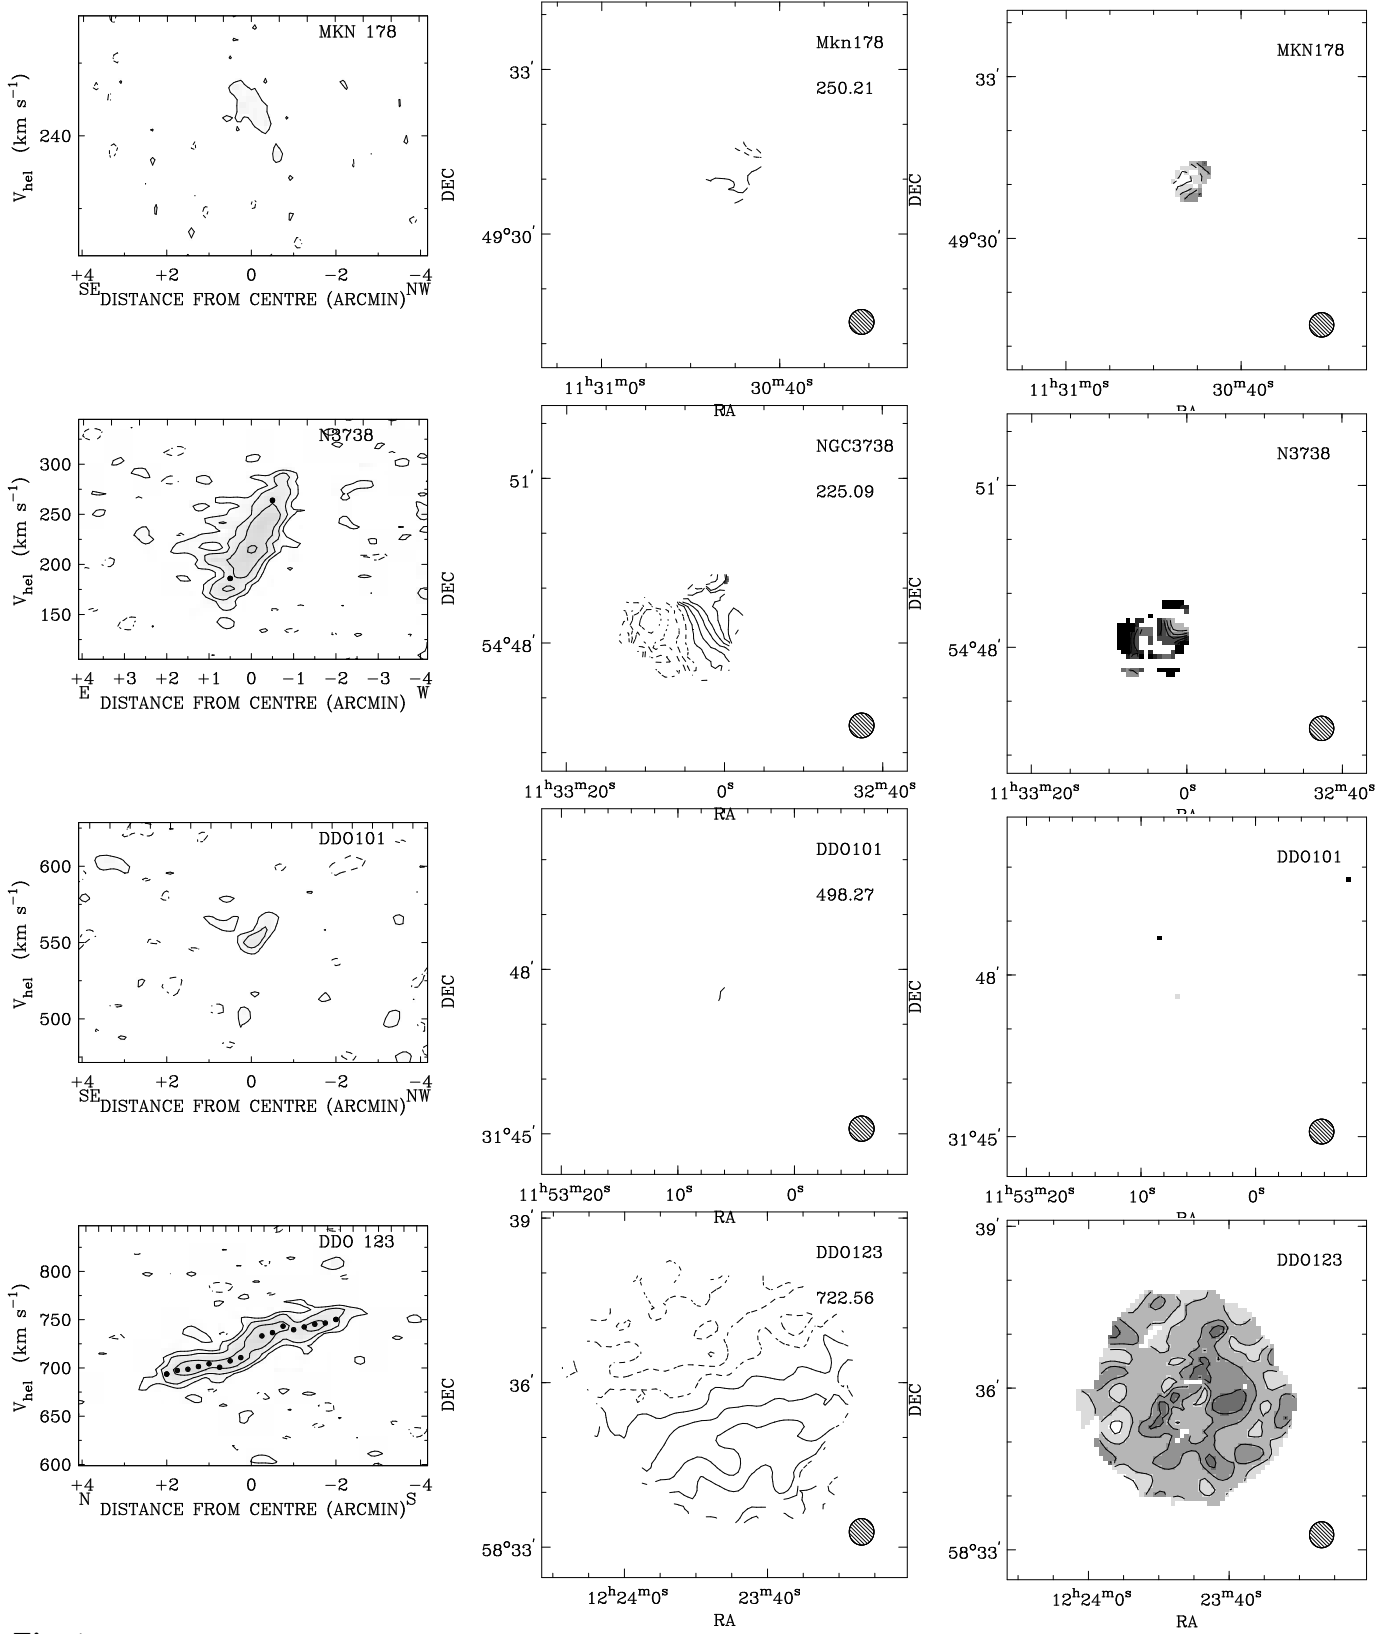 MKN 178
V_hel (km s^-1)
240
+4 +2 0 -2 -4
SE DISTANCE FROM CENTRE (ARCMIN) NW
Mkn178
250.21
33′
DEC
49°30′
11ʰ31ᵐ0ˢ 30ᵐ40ˢ
RA
MKN178
33′
DEC
49°30′
11ʰ31ᵐ0ˢ 30ᵐ40ˢ
N3738
V_hel (km s^-1)
300
250
200
150
+4 +3 +2 +1 +0 -1 -2 -3 -4
E DISTANCE FROM CENTRE (ARCMIN) W
NGC3738
225.09
51′
DEC
54°48′
11ʰ33ᵐ20ˢ 0ˢ 32ᵐ40ˢ
RA
N3738
51′
DEC
54°48′
11ʰ33ᵐ20ˢ 0ˢ 32ᵐ40ˢ
DDO101
V_hel (km s^-1)
600
550
500
+4 +2 0 -2 -4
SE DISTANCE FROM CENTRE (ARCMIN) NW
DDO101
498.27
48′
DEC
31°45′
11ʰ53ᵐ20ˢ 10ˢ 0ˢ
RA
DDO101
48′
DEC
31°45′
11ʰ53ᵐ20ˢ 10ˢ 0ˢ
DDO 123
V_hel (km s^-1)
800
750
700
650
600
+4 +2 0 -2 -4
N DISTANCE FROM CENTRE (ARCMIN) S
DDO123
722.56
39′
36′
DEC
58°33′
12ʰ24ᵐ0ˢ 23ᵐ40ˢ
RA
DDO123
39′
36′
DEC
58°33′
12ʰ24ᵐ0ˢ 23ᵐ40ˢ
RA